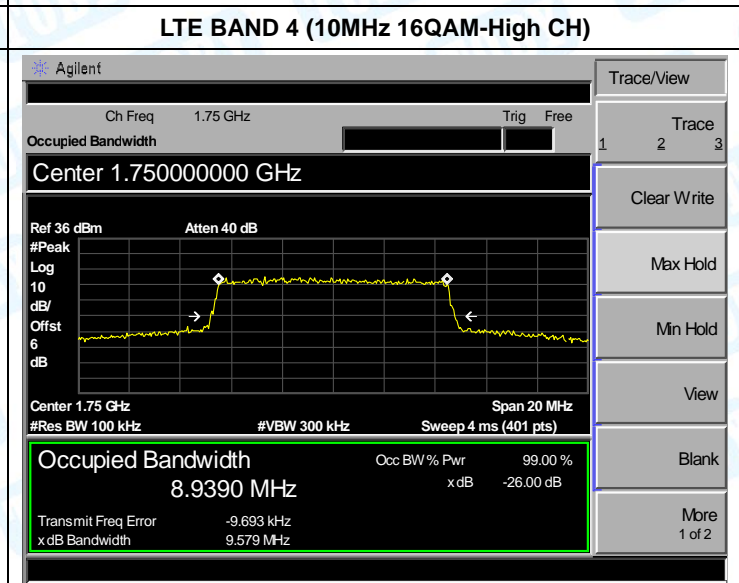 LTE BAND 4 (10MHz 16QAM-High CH)
Agilent
Trace/View
Ch Freq 1.75 GHz Trig Free
Occupied Bandwidth
Trace
1 2 3
Center 1.750000000 GHz
Clear Write
Ref 36 dBm Atten 40 dB
#Peak
Log
10
dB/
Offst
6
dB
Max Hold
Min Hold
View
Center 1.75 GHz Span 20 MHz
#Res BW 100 kHz #VBW 300 kHz Sweep 4 ms (401 pts)
Occupied Bandwidth Occ BW % Pwr 99.00 %
8.9390 MHz x dB -26.00 dB
Blank
Transmit Freq Error -9.693 kHz
x dB Bandwidth 9.579 MHz
More
1 of 2